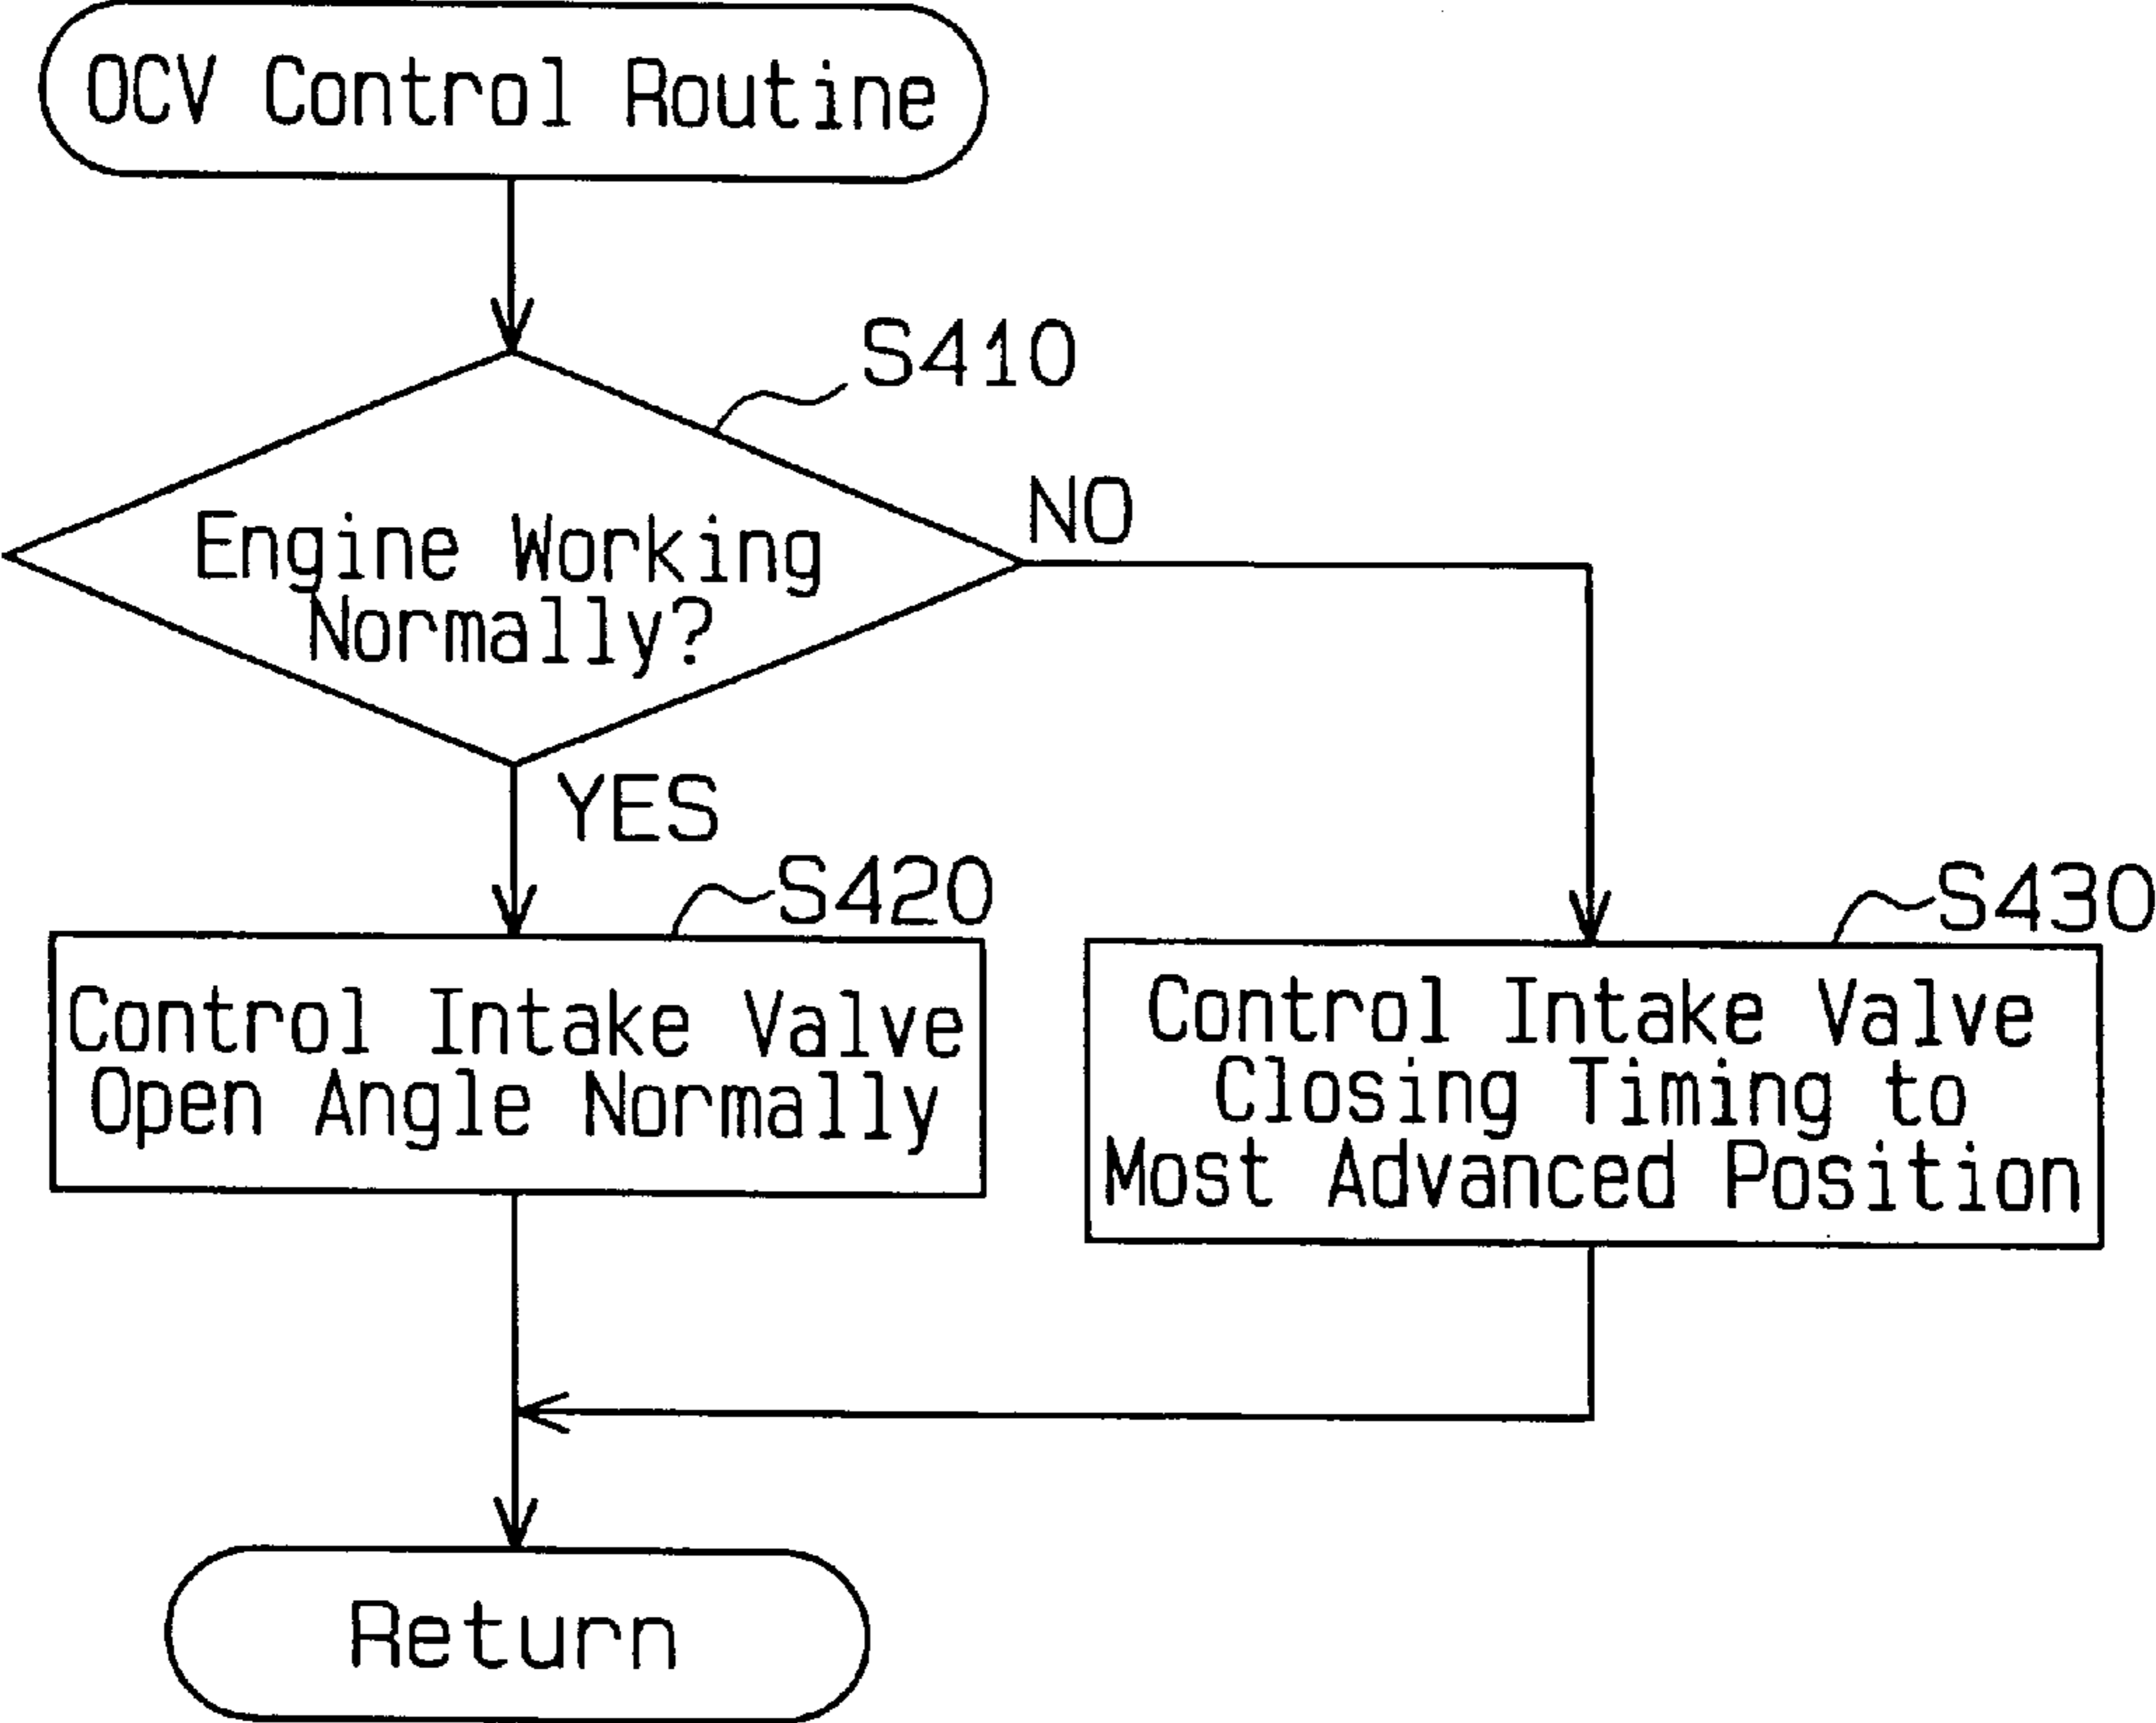 OCV Control Routine
S410
Engine Working
Normally?
NO
YES
S420
Control Intake Valve
Open Angle Normally
S430
Control Intake Valve
Closing Timing to
Most Advanced Position
Return